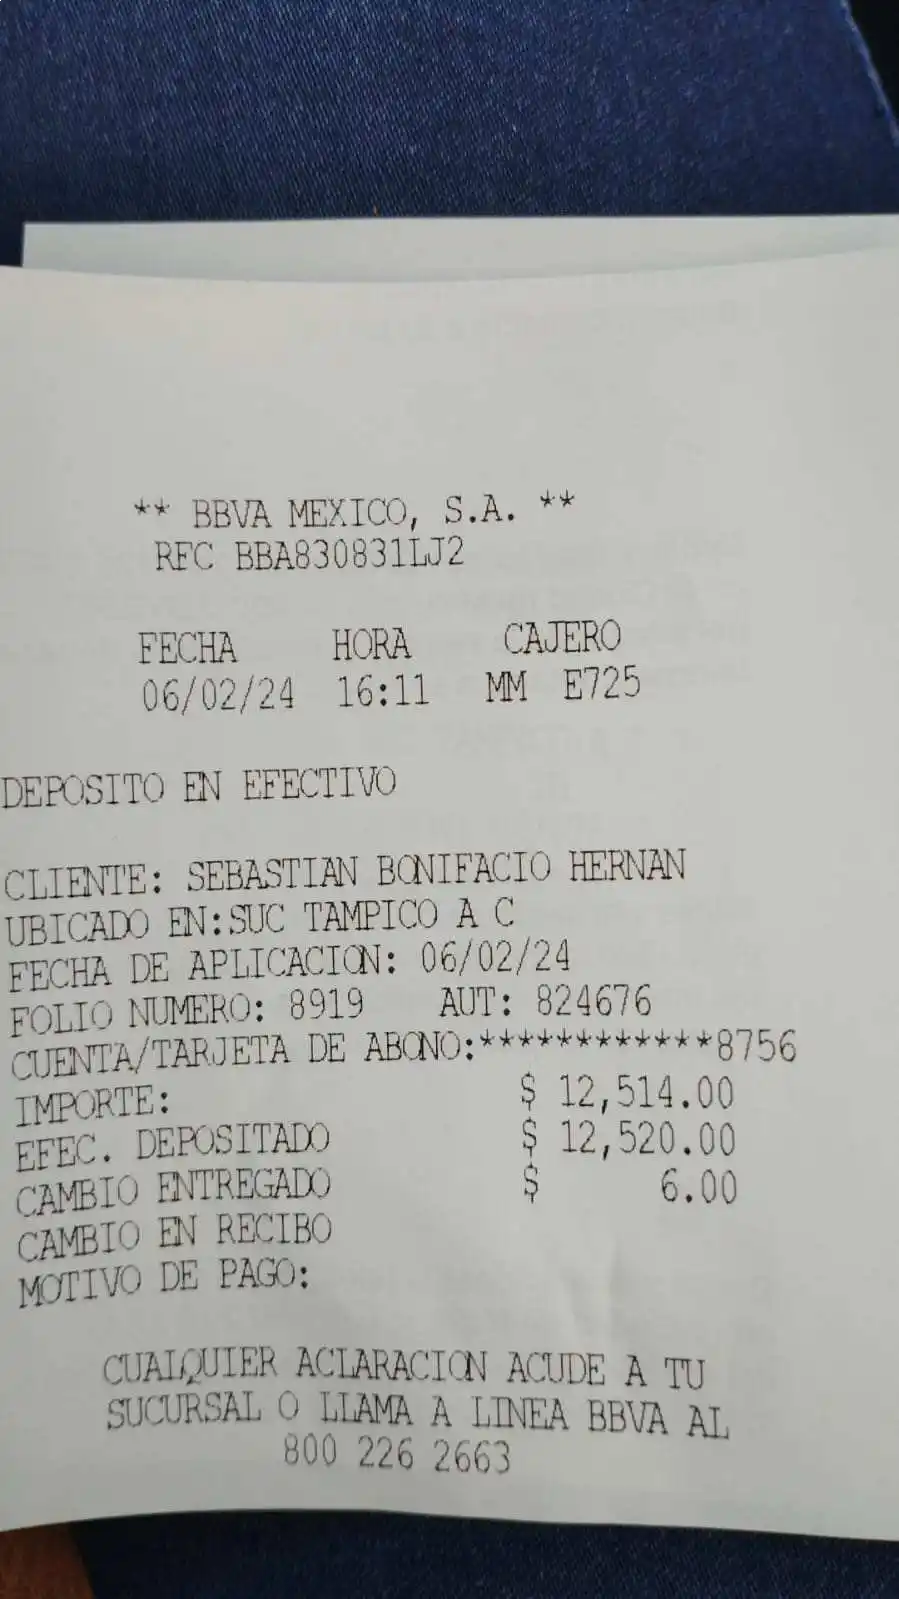 ** BBVA MEXICO, S.A. **
RFC BBA830831LJ2
FECHA HORA CAJERO
06/02/24 16:11 MM E725
DEPOSITO EN EFECTIVO
CLIENTE: SEBASTIAN BONIFACIO HERNAN
UBICADO EN:SUC TAMPICO A C
FECHA DE APLICACION: 06/02/24
FOLIO NUMERO: 8919 AUT: 824676
CUENTA/TARJETA DE ABONO:************8756
IMPORTE: $ 12,514.00
EFEC. DEPOSITADO $ 12,520.00
CAMBIO ENTREGADO $ 6.00
CAMBIO EN RECIBO
MOTIVO DE PAGO:
CUALQUIER ACLARACION ACUDE A TU
SUCURSAL O LLAMA A LINEA BBVA AL
800 226 2663